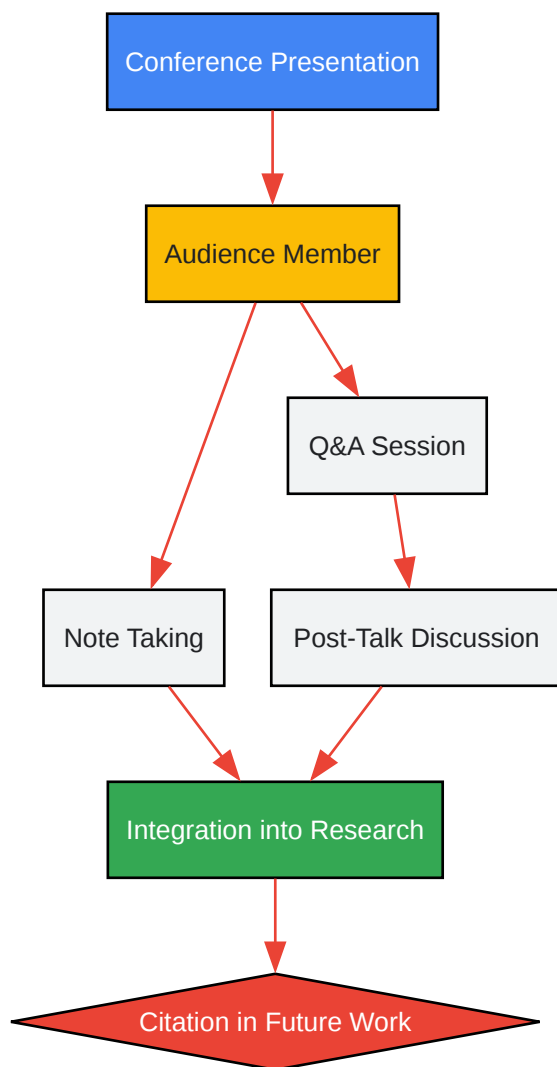 Conference Presentation
Audience Member
Q&A Session
Note Taking
Post-Talk Discussion
Integration into Research
Citation in Future Work